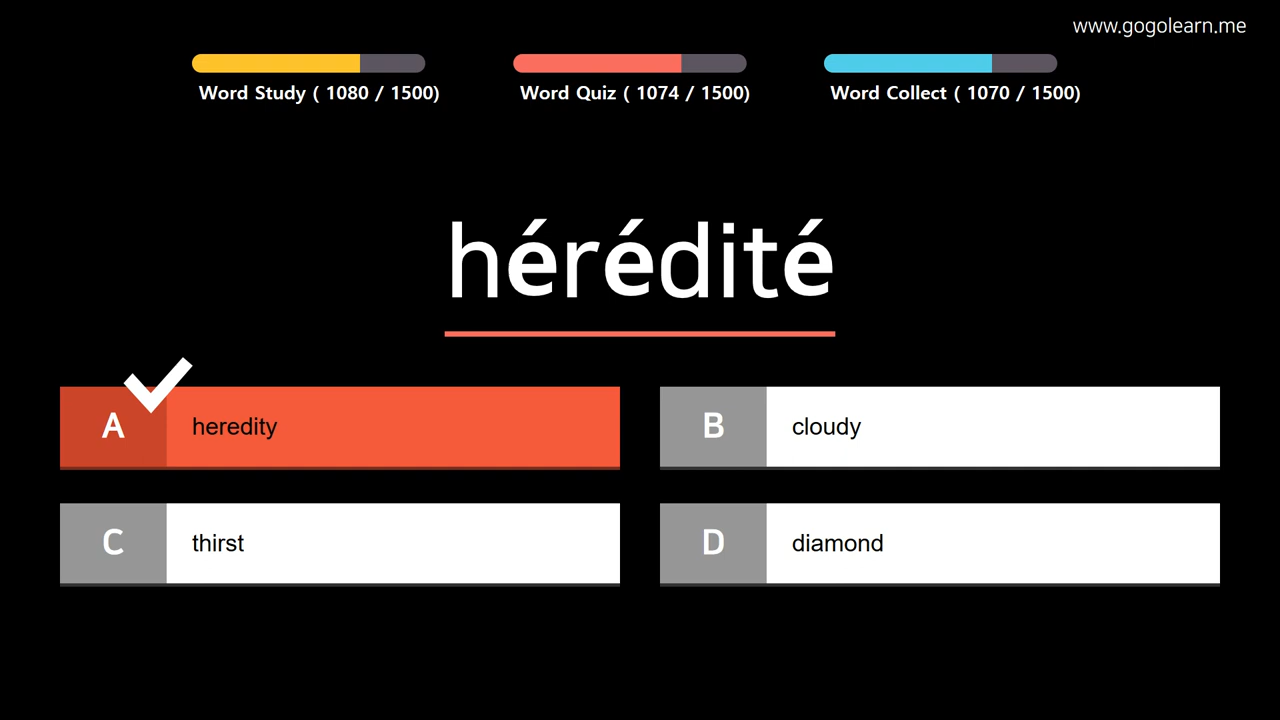 www.gogolearn.me
Word Study ( 1080 / 1500)
Word Quiz ( 1074 / 1500)
Word Collect ( 1070 / 1500)
hérédité
A heredity
B cloudy
C thirst
D diamond